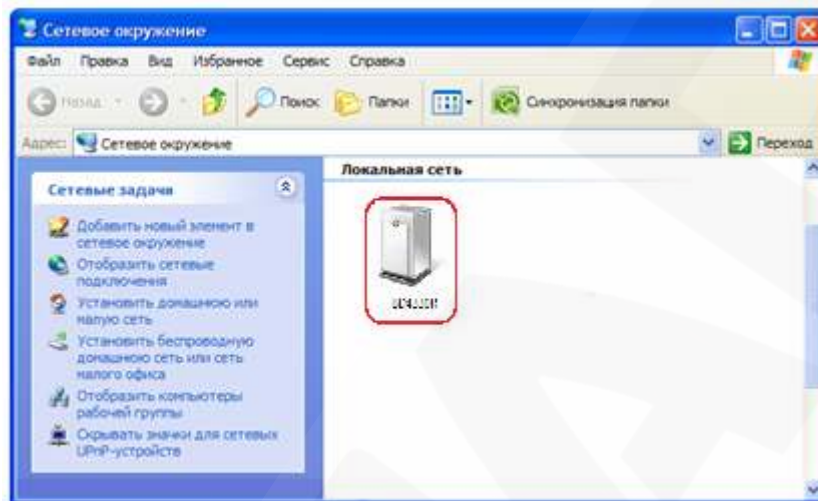 Сетевое окружение
Файл Правка Вид Избранное Сервис Справка
Назад Поиск Папки Синхронизация папки
Адрес: Сетевое окружение Переход
Локальная сеть
Сетевые задачи
Добавить новый элемент в
сетевое окружение
Отобразить сетевые
подключения
Установить домашнюю или
малую сеть
Установить беспроводную
домашнюю сеть или сеть
малого офиса
Отобразить компьютеры
рабочей группы
Скрывать значки для сетевых
UPnP-устройств